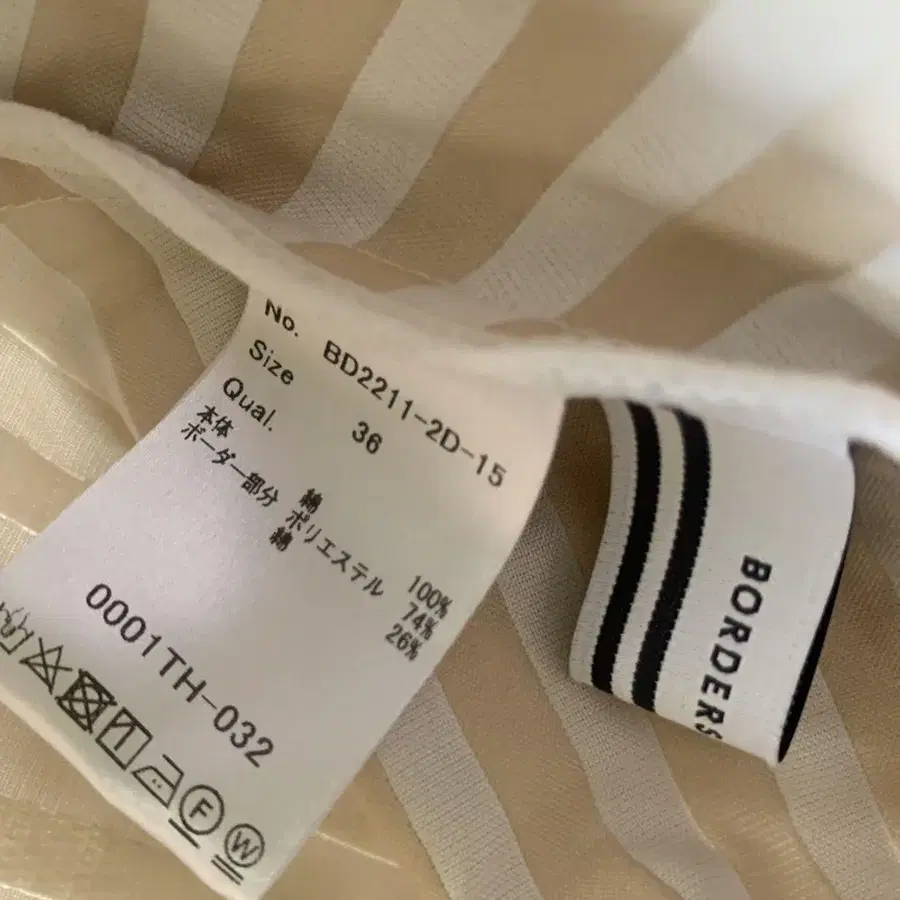 No. BD2211-2D-15
Size 36
Qual.
本体 綿 100%
ボーダー部分 ポリエステル 74%
綿 26%
0001TH-032
F W
BORDERS